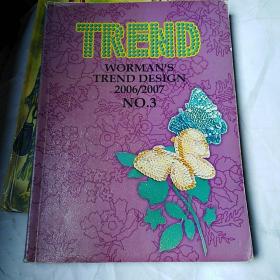 TREND
WORMAN'S
TREND DESIGN
2006/2007
NO.3